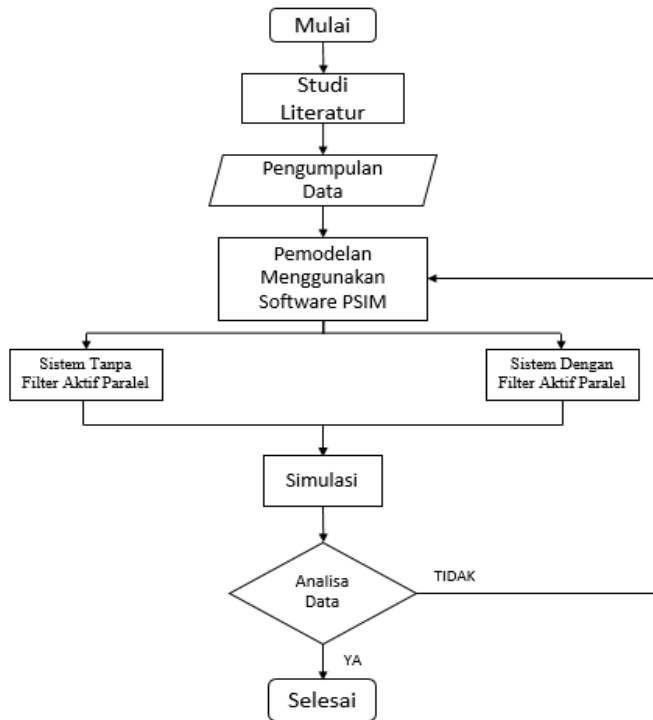 Mulai
Studi
Literatur
Pengumpulan
Data
Pemodelan
Menggunakan
Software PSIM
Sistem Tanpa
Filter Aktif Paralel
Sistem Dengan
Filter Aktif Paralel
Simulasi
Analisa
Data
TIDAK
YA
Selesai